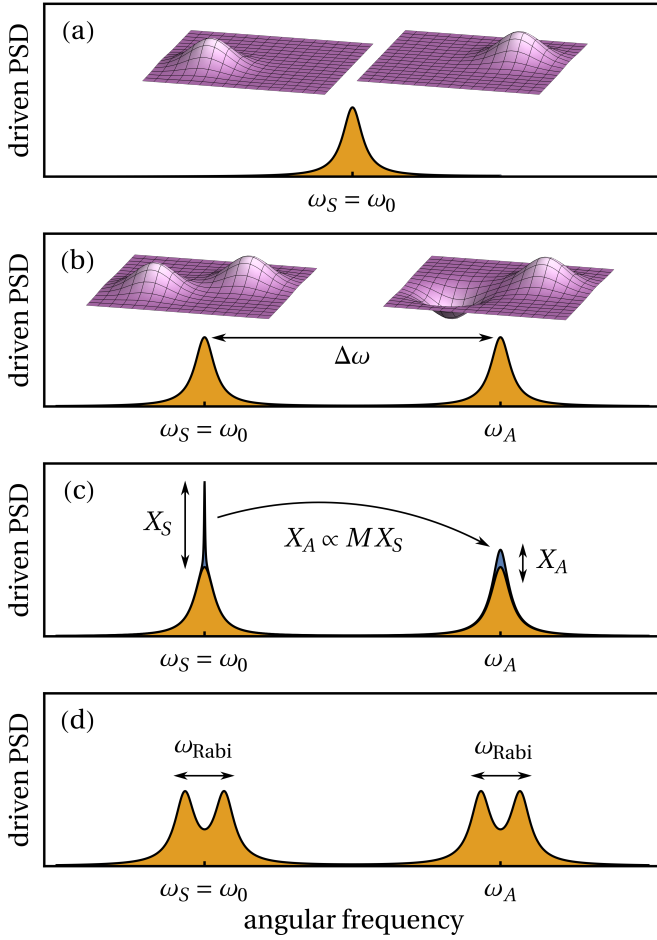 (a)
driven PSD
ω_S = ω_0
(b)
driven PSD
Δω
ω_S = ω_0 ω_A
(c)
driven PSD
X_S
X_A ∝ M X_S
X_A
ω_S = ω_0 ω_A
(d)
driven PSD
ω_Rabi ω_Rabi
ω_S = ω_0 ω_A
angular frequency